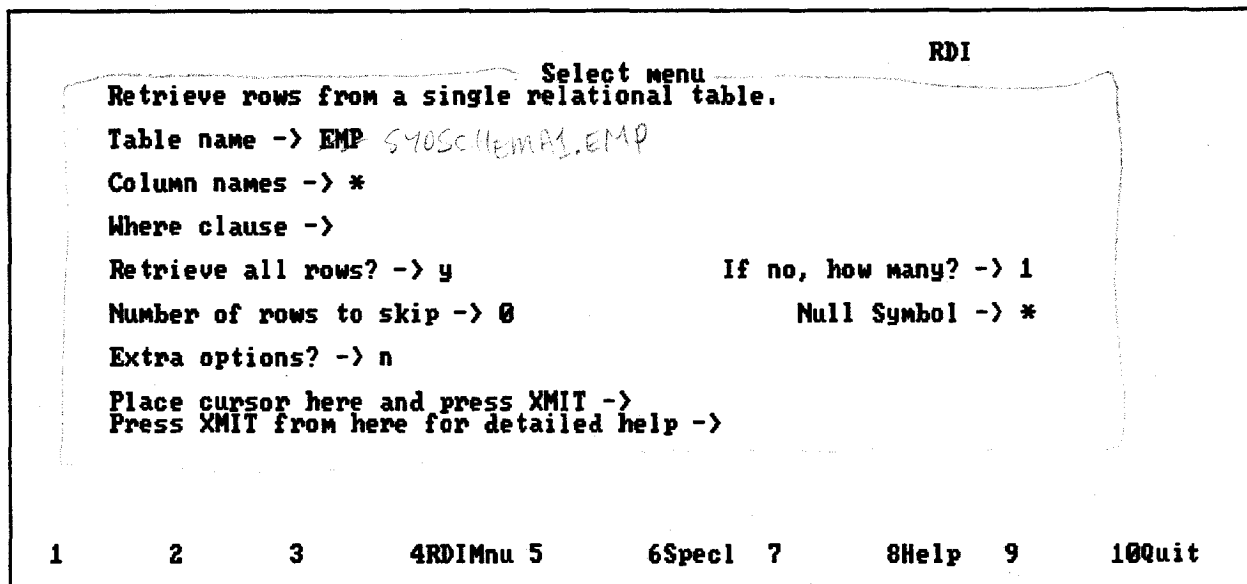 RDI
Select menu
Retrieve rows from a single relational table.
Table name -> EMP SYOSCHEMA1.EMP
Column names -> *
Where clause ->
Retrieve all rows? -> y If no, how many? -> 1
Number of rows to skip -> 0 Null Symbol -> *
Extra options? -> n
Place cursor here and press XMIT ->
Press XMIT from here for detailed help ->
1 2 3 4RDIMnu 5 6Specl 7 8Help 9 10Quit